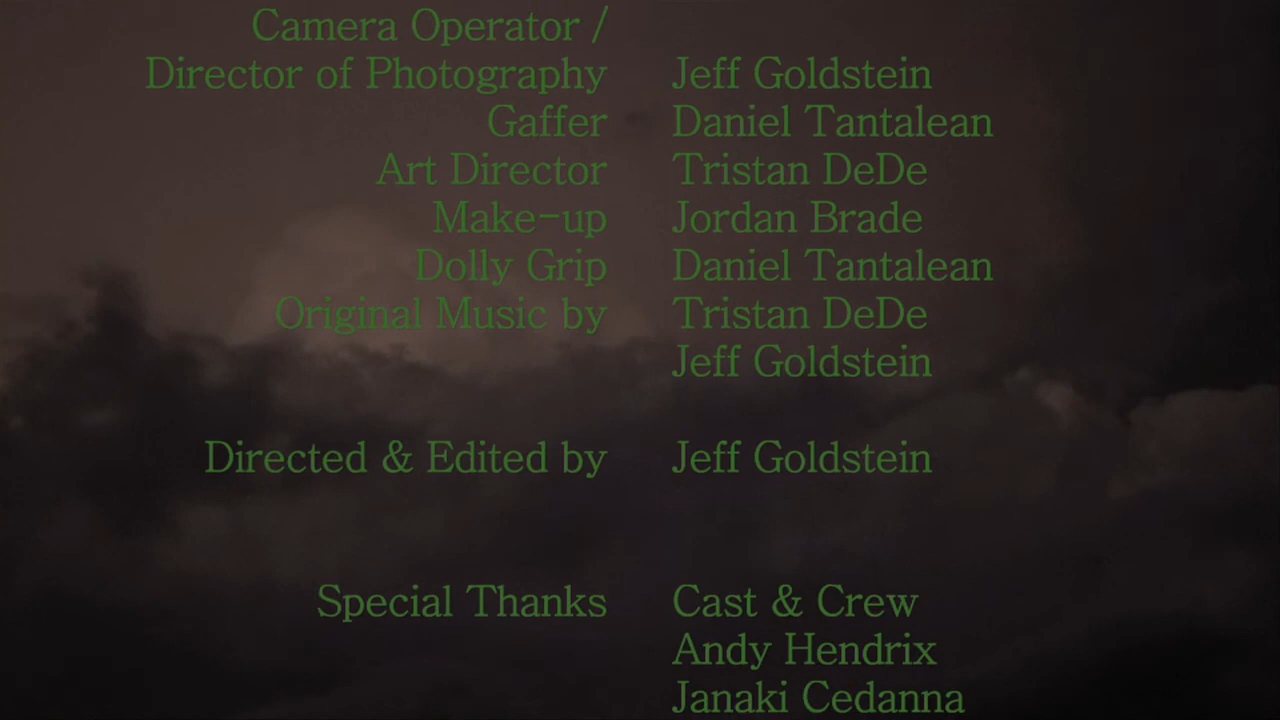 Camera Operator /
Director of Photography Jeff Goldstein
Gaffer Daniel Tantalean
Art Director Tristan DeDe
Make-up Jordan Brade
Dolly Grip Daniel Tantalean
Original Music by Tristan DeDe
Jeff Goldstein
Directed & Edited by Jeff Goldstein
Special Thanks Cast & Crew
Andy Hendrix
Janaki Cedanna